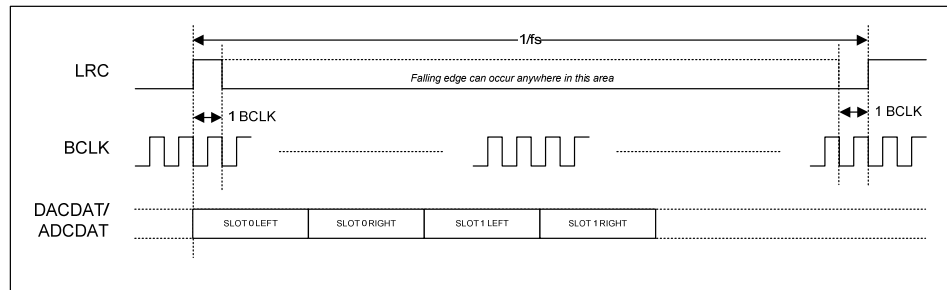 1/fs
LRC
Falling edge can occur anywhere in this area
1 BCLK
1 BCLK
BCLK
DACDAT/
ADCDAT
SLOT 0 LEFT
SLOT 0 RIGHT
SLOT 1 LEFT
SLOT 1 RIGHT